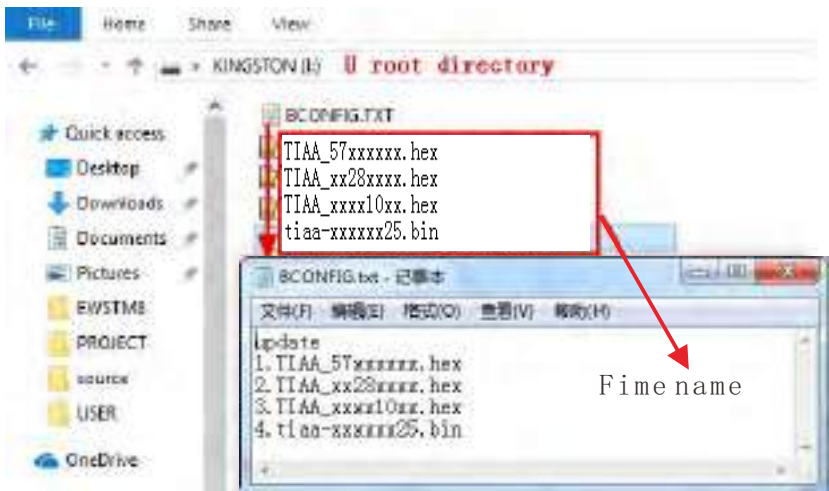 File Home Share View
KINGSTON (I:) U root directory
Quick access
Desktop
Downloads
Documents
Pictures
EWSTM8
PROJECT
source
USER
OneDrive
BCONFIG.TXT
TIAA_57xxxxxx.hex
TIAA_xx28xxxx.hex
TIAA_xxxx10xx.hex
tiaa-xxxxxx25.bin
BCONFIG.txt - 记事本
文件(F) 编辑(E) 格式(O) 查看(V) 帮助(H)
update
1.TIAA_57xxxxxx.hex
2.TIAA_xx28xxxx.hex
3.TIAA_xxxx10xx.hex
4.tiaa-xxxxxx25.bin
Fime name